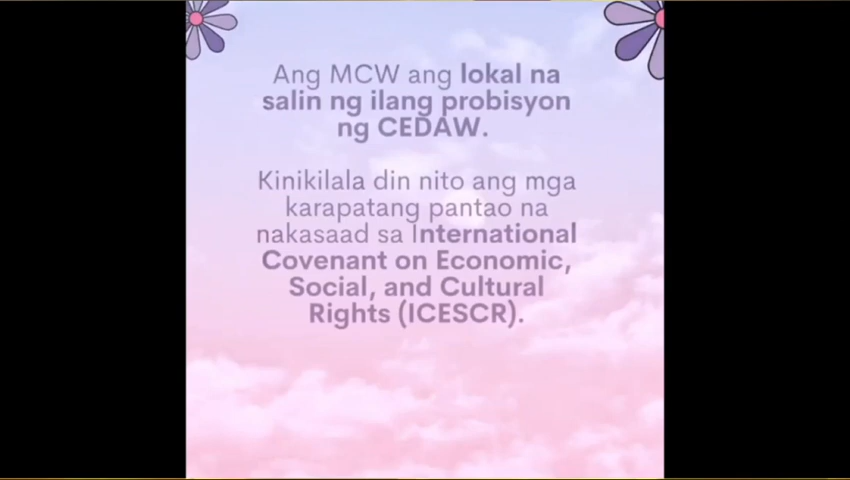 Ang MCW ang lokal na
salin ng ilang probisyon
ng CEDAW.
Kinikilala din nito ang mga
karapatang pantao na
nakasaad sa International
Covenant on Economic,
Social, and Cultural
Rights (ICESCR).